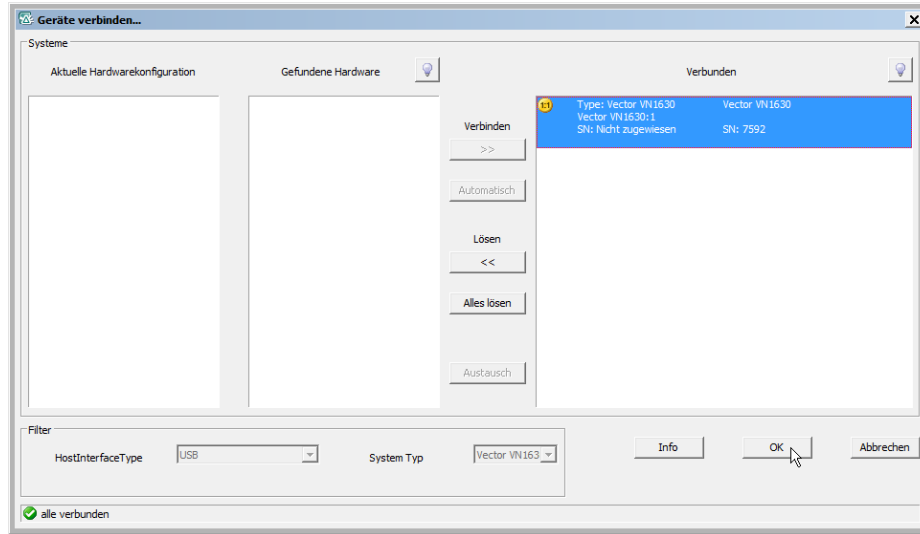 Geräte verbinden...
Systeme
Aktuelle Hardwarekonfiguration
Gefundene Hardware
Verbunden
1:1
Type: Vector VN1630
Vector VN1630
Vector VN1630:1
SN: Nicht zugewiesen
SN: 7592
Verbinden
>>
Automatisch
Lösen
<<
Alles lösen
Austausch
Filter
HostInterfaceType
USB
System Typ
Vector VN163
Info
OK
Abbrechen
alle verbunden